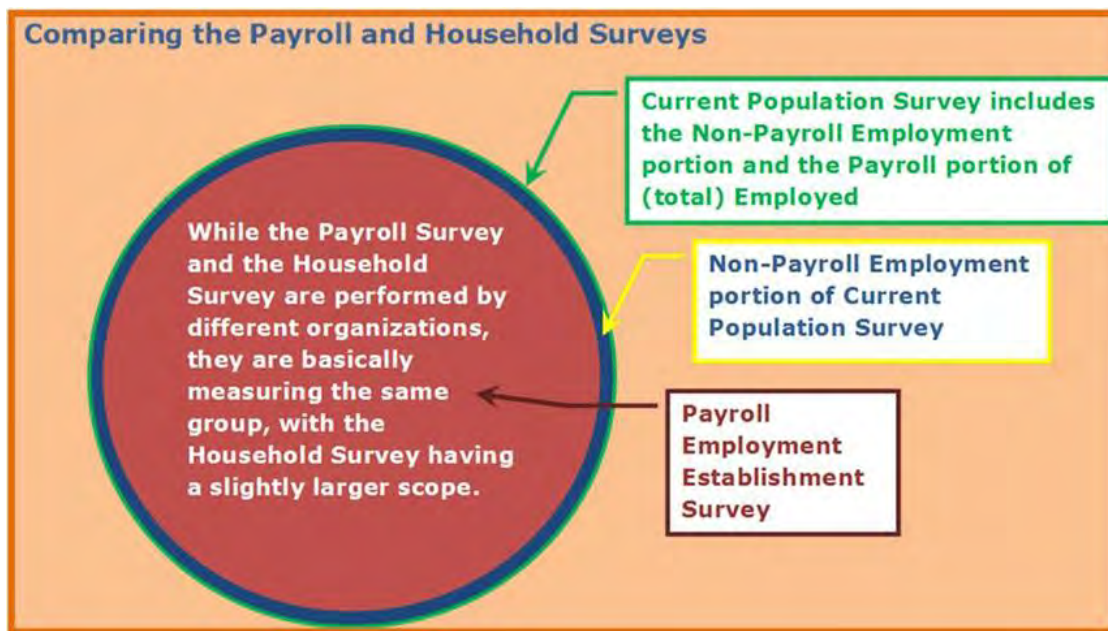 Comparing the Payroll and Household Surveys
Current Population Survey includes
the Non-Payroll Employment
portion and the Payroll portion of
(total) Employed
While the Payroll Survey
and the Household
Survey are performed by
different organizations,
they are basically
measuring the same
group, with the
Household Survey having
a slightly larger scope.
Non-Payroll Employment
portion of Current
Population Survey
Payroll
Employment
Establishment
Survey